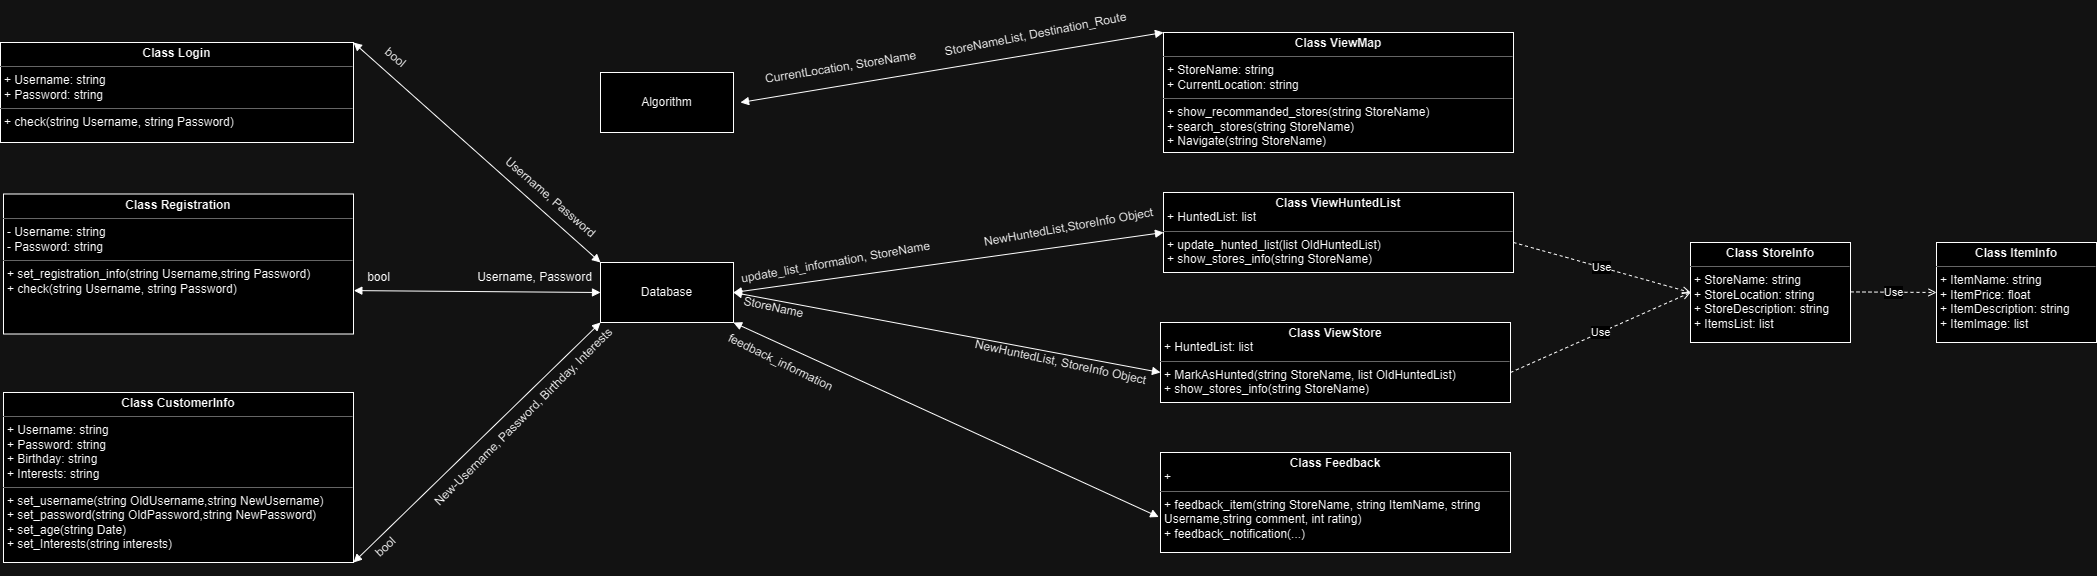 Class Login
+ Username: string
+ Password: string
+ check(string Username, string Password)
Class Registration
- Username: string
- Password: string
+ set_registration_info(string Username,string Password)
+ check(string Username, string Password)
Class CustomerInfo
+ Username: string
+ Password: string
+ Birthday: string
+ Interests: string
+ set_username(string OldUsername,string NewUsername)
+ set_password(string OldPassword,string NewPassword)
+ set_age(string Date)
+ set_Interests(string interests)
bool
Username, Password
bool
Username, Password
New-Username, Password, Birthday, Interests
bool
Algorithm
Database
CurrentLocation, StoreName
StoreNameList, Destination_Route
update_list_information, StoreName
NewHuntedList,StoreInfo Object
StoreName
NewHuntedList, StoreInfo Object
feedback_information
Class ViewMap
+ StoreName: string
+ CurrentLocation: string
+ show_recommanded_stores(string StoreName)
+ search_stores(string StoreName)
+ Navigate(string StoreName)
Class ViewHuntedList
+ HuntedList: list
+ update_hunted_list(list OldHuntedList)
+ show_stores_info(string StoreName)
Class ViewStore
+ HuntedList: list
+ MarkAsHunted(string StoreName, list OldHuntedList)
+ show_stores_info(string StoreName)
Class Feedback
+
+ feedback_item(string StoreName, string ItemName, string
Username,string comment, int rating)
+ feedback_notification(...)
Use
Use
Class StoreInfo
+ StoreName: string
+ StoreLocation: string
+ StoreDescription: string
+ ItemsList: list
Use
Class ItemInfo
+ ItemName: string
+ ItemPrice: float
+ ItemDescription: string
+ ItemImage: list